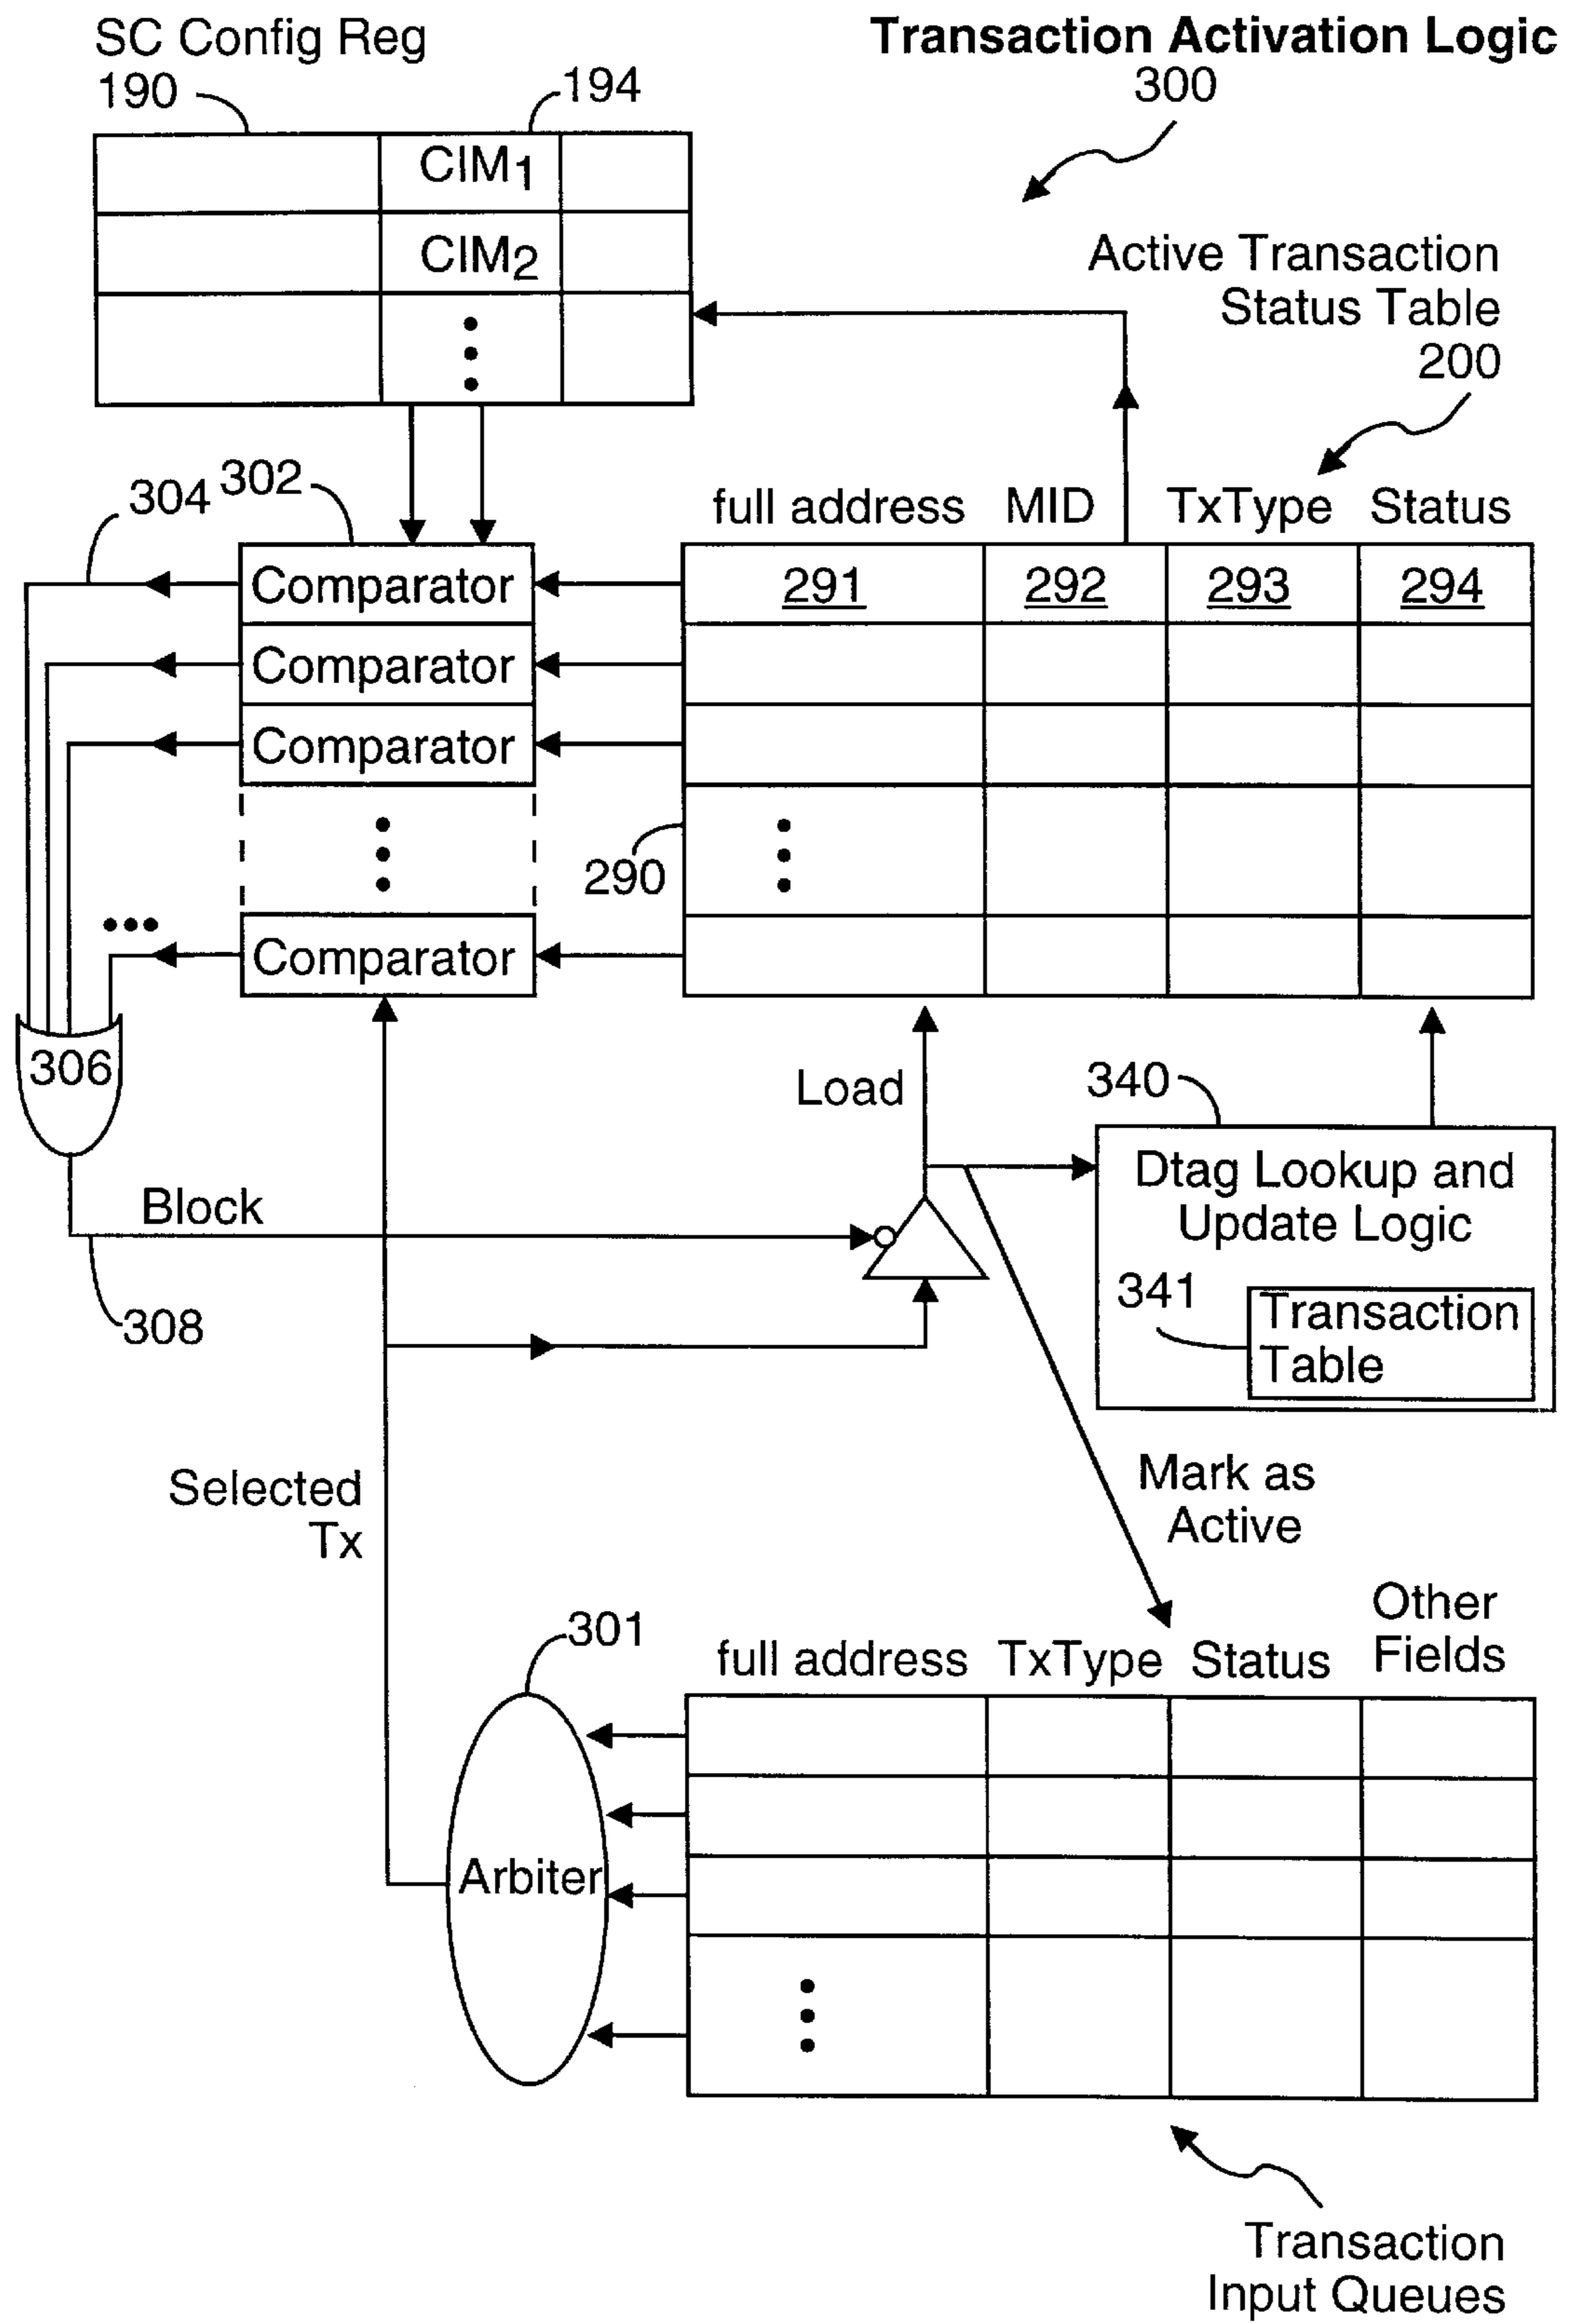 SC Config Reg
190
194
Transaction Activation Logic
300
CIM1
CIM2
Active Transaction
Status Table
200
304
302
full address MID TxType Status
Comparator
291 292 293 294
Comparator
Comparator
290
Comparator
306
Load
340
Block
Dtag Lookup and
Update Logic
308
341
Transaction
Table
Selected
Tx
Mark as
Active
301
full address TxType Status Other
Fields
Arbiter
Transaction
Input Queues